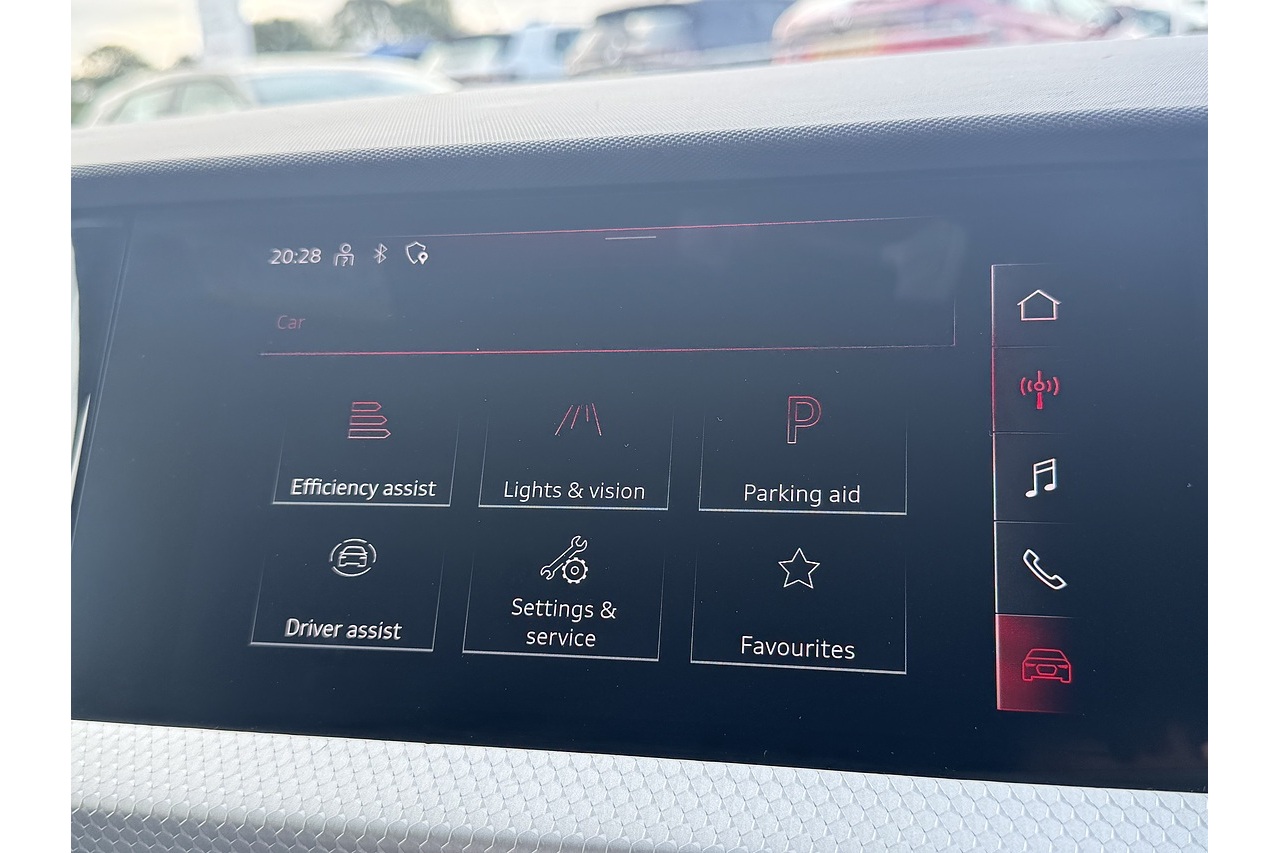 20:28
Car
Efficiency assist
Lights & vision
P
Parking aid
Driver assist
Settings &
service
Favourites